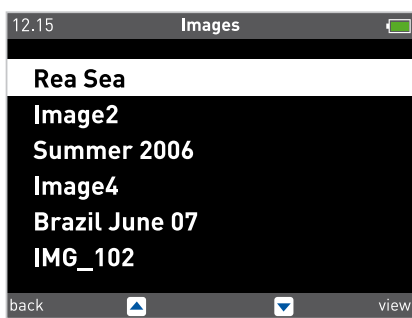 12.15 Images
Rea Sea
Image2
Summer 2006
Image4
Brazil June 07
IMG_102
back view